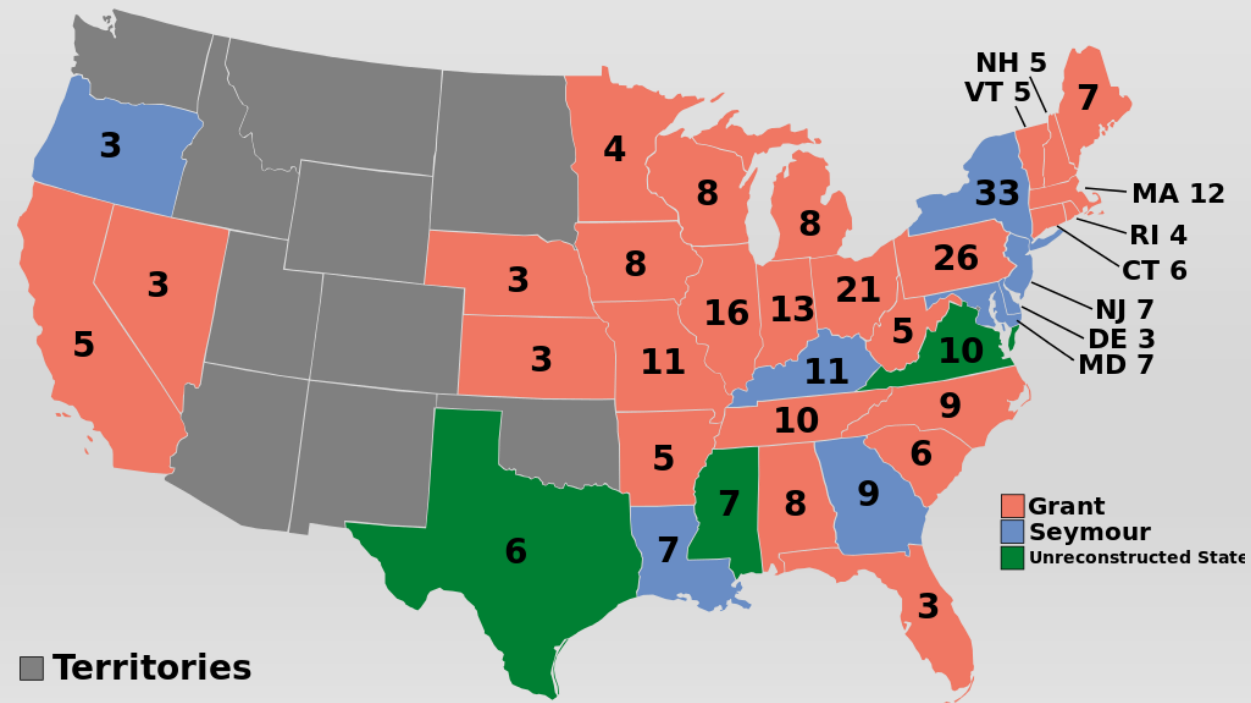 NH 5
VT 5
7
3
4
8
33
MA 12
8
RI 4
26
CT 6
3
8
3
21
16
13
NJ 7
5
5
10
DE 3
3
11
11
MD 7
10
9
5
6
7
8
9
Grant
Seymour
7
6
Unreconstructed State
3
Territories